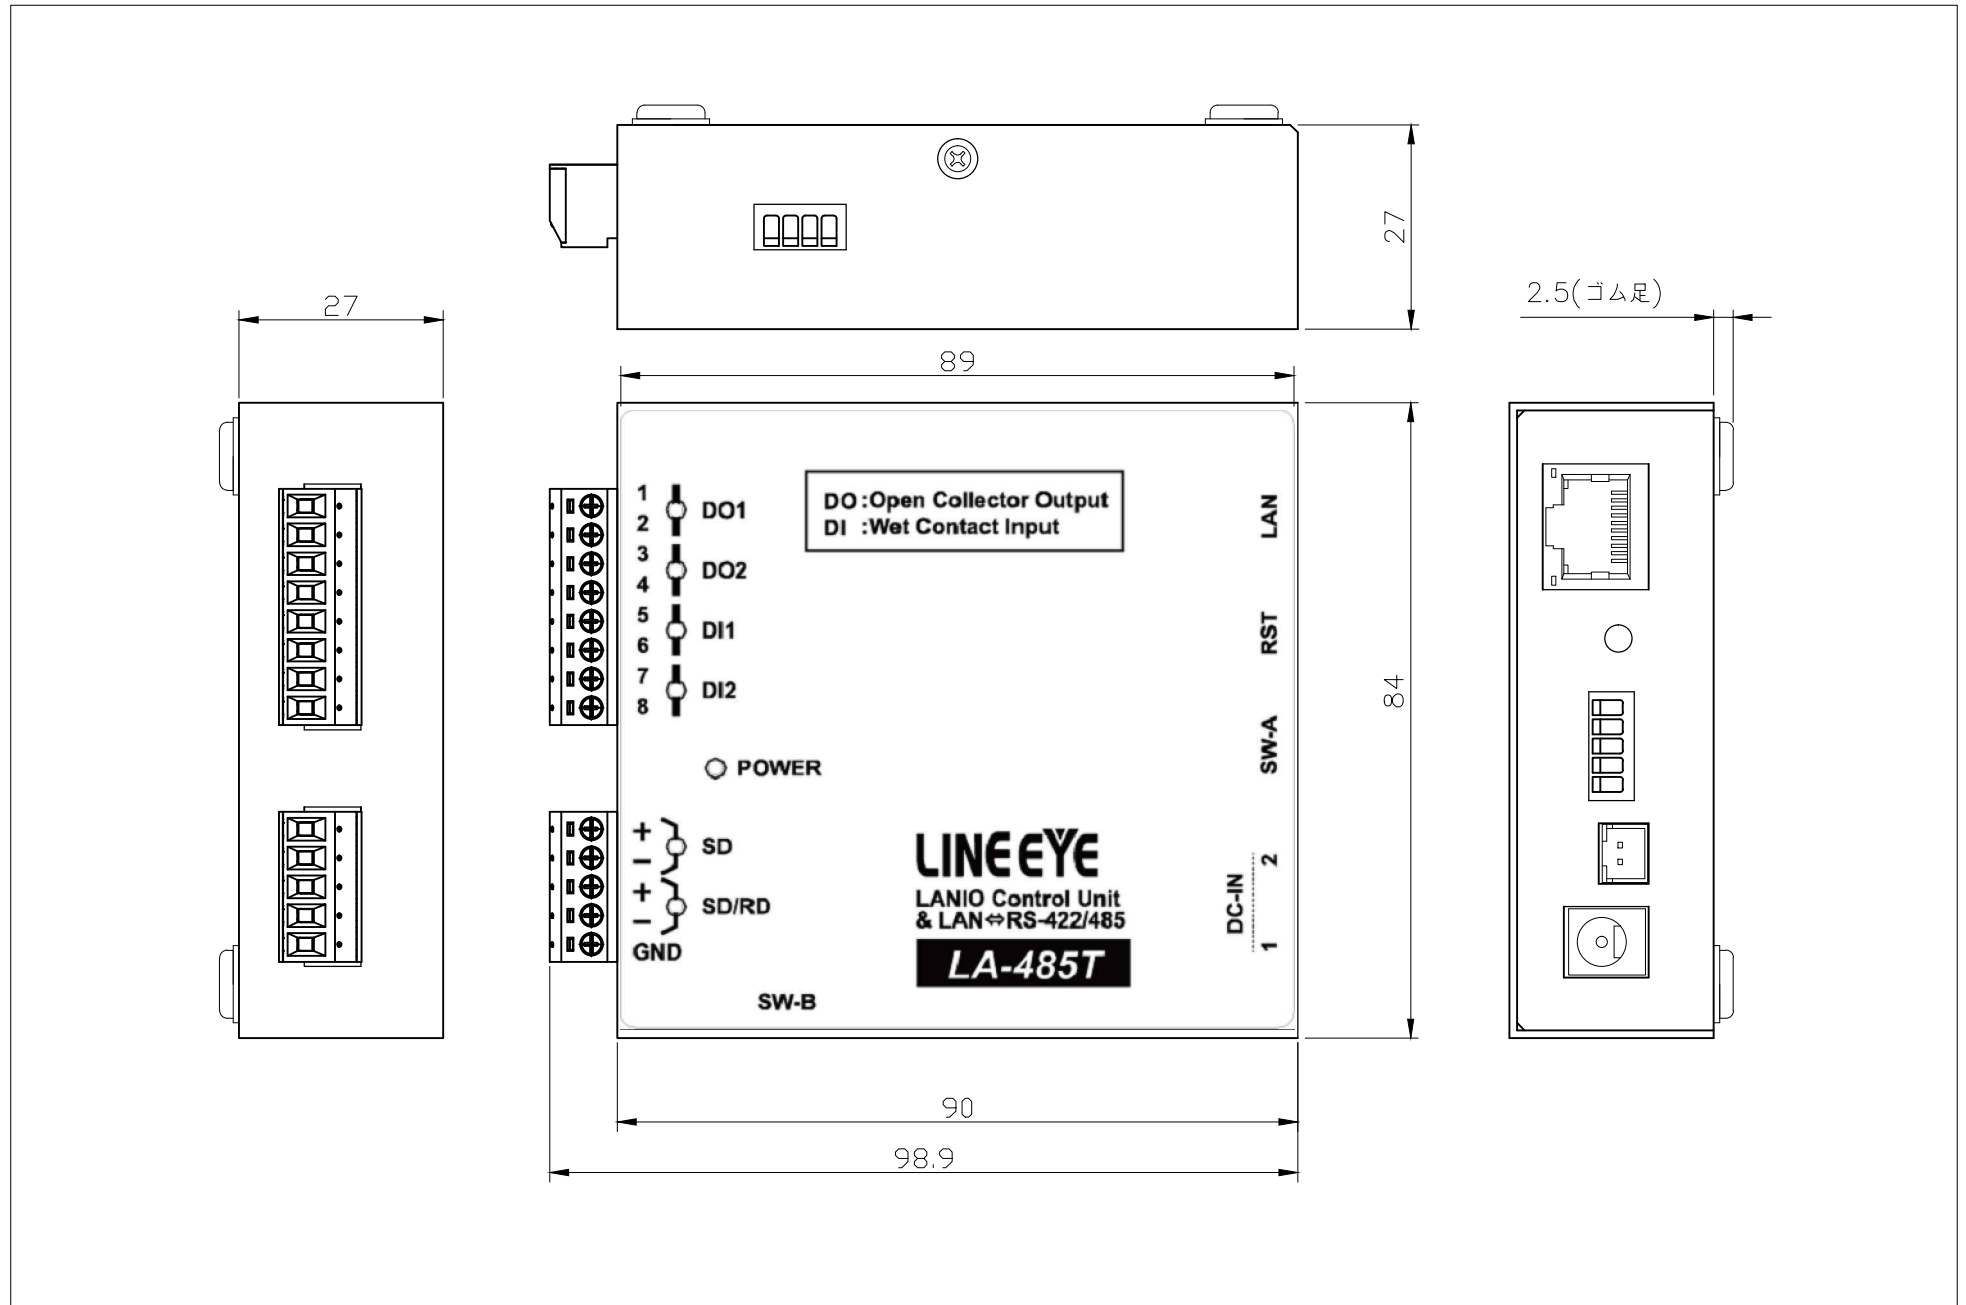 27
27
2.5(ゴム足)
89
1
2
DO1
3
4
DO2
5
6
DI1
7
8
DI2
DO:Open Collector Output
DI :Wet Contact Input
LAN
RST
SW-A
84
POWER
+
−
SD
+
−
SD/RD
GND
SW-B
LINEEYE
LANIO Control Unit
& LAN⇔RS-422/485
LA-485T
DC-IN
2
1
90
98.9